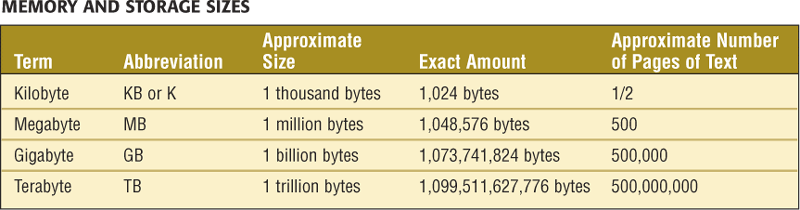 MEMORY AND STORAGE SIZES
Approximate Approximate Number
Term Abbreviation Size Exact Amount of Pages of Text
Kilobyte KB or K 1 thousand bytes 1,024 bytes 1/2
Megabyte MB 1 million bytes 1,048,576 bytes 500
Gigabyte GB 1 billion bytes 1,073,741,824 bytes 500,000
Terabyte TB 1 trillion bytes 1,099,511,627,776 bytes 500,000,000